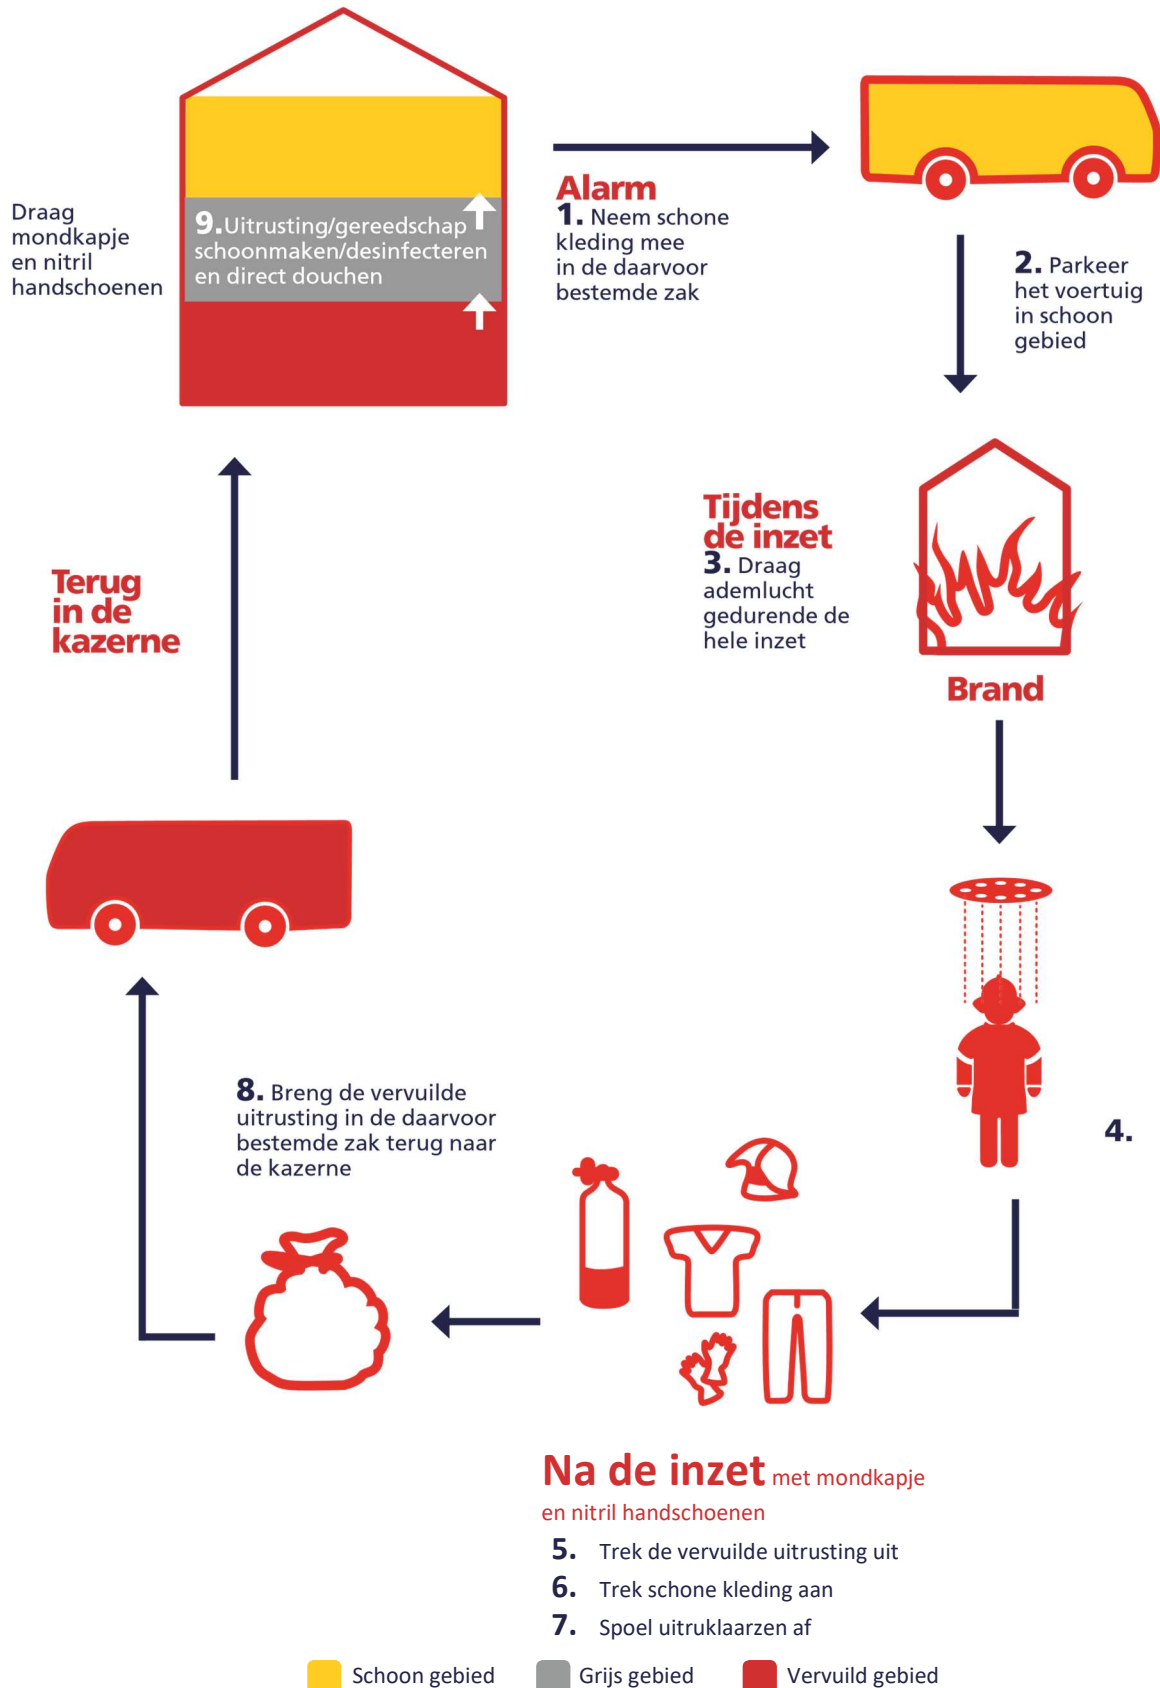 Draag
mondkapje
en nitril
handschoenen
9.Uitrusting/gereedschap
schoonmaken/desinfecteren
en direct douchen
Alarm
1. Neem schone
kleding mee
in de daarvoor
bestemde zak
2. Parkeer
het voertuig
in schoon
gebied
Tijdens
de inzet
3. Draag
ademlucht
gedurende de
hele inzet
Brand
Terug
in de
kazerne
4.
8. Breng de vervuilde
uitrusting in de daarvoor
bestemde zak terug naar
de kazerne
Na de inzet met mondkapje
en nitril handschoenen
5. Trek de vervuilde uitrusting uit
6. Trek schone kleding aan
7. Spoel uitruklaarzen af
Schoon gebied Grijs gebied Vervuild gebied